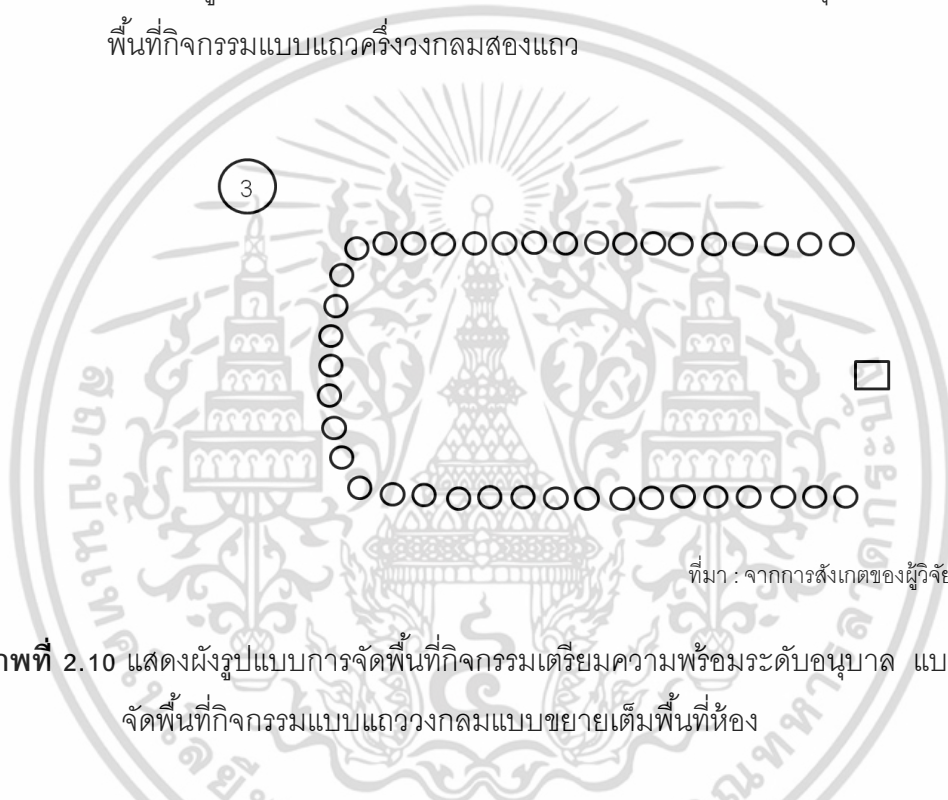 พื้นที่กิจกรรมแบบแถวครึ่งวงกลมสองแถว
3
ที่มา : จากการสังเกตของผู้วิจัย
2.10 แสดงผังรูปแบบการจัดพื้นที่กิจกรรมเตรียมความพร้อมระดับอนุบาล
จัดพื้นที่กิจกรรมแบบแถววงกลมแบบขยายเต็มพื้นที่ห้อง